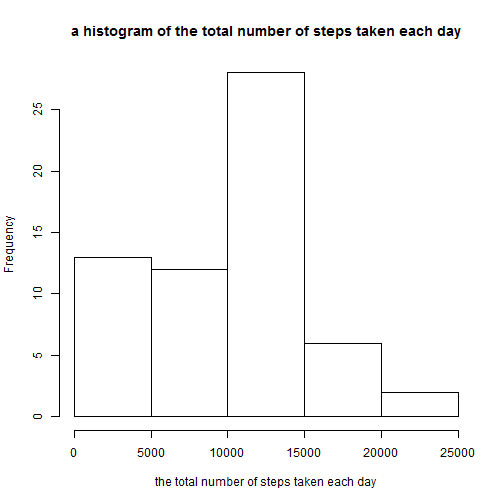 a histogram of the total number of steps taken each day
Frequency
25
20
15
10
5
0
0 5000 10000 15000 20000 25000
the total number of steps taken each day